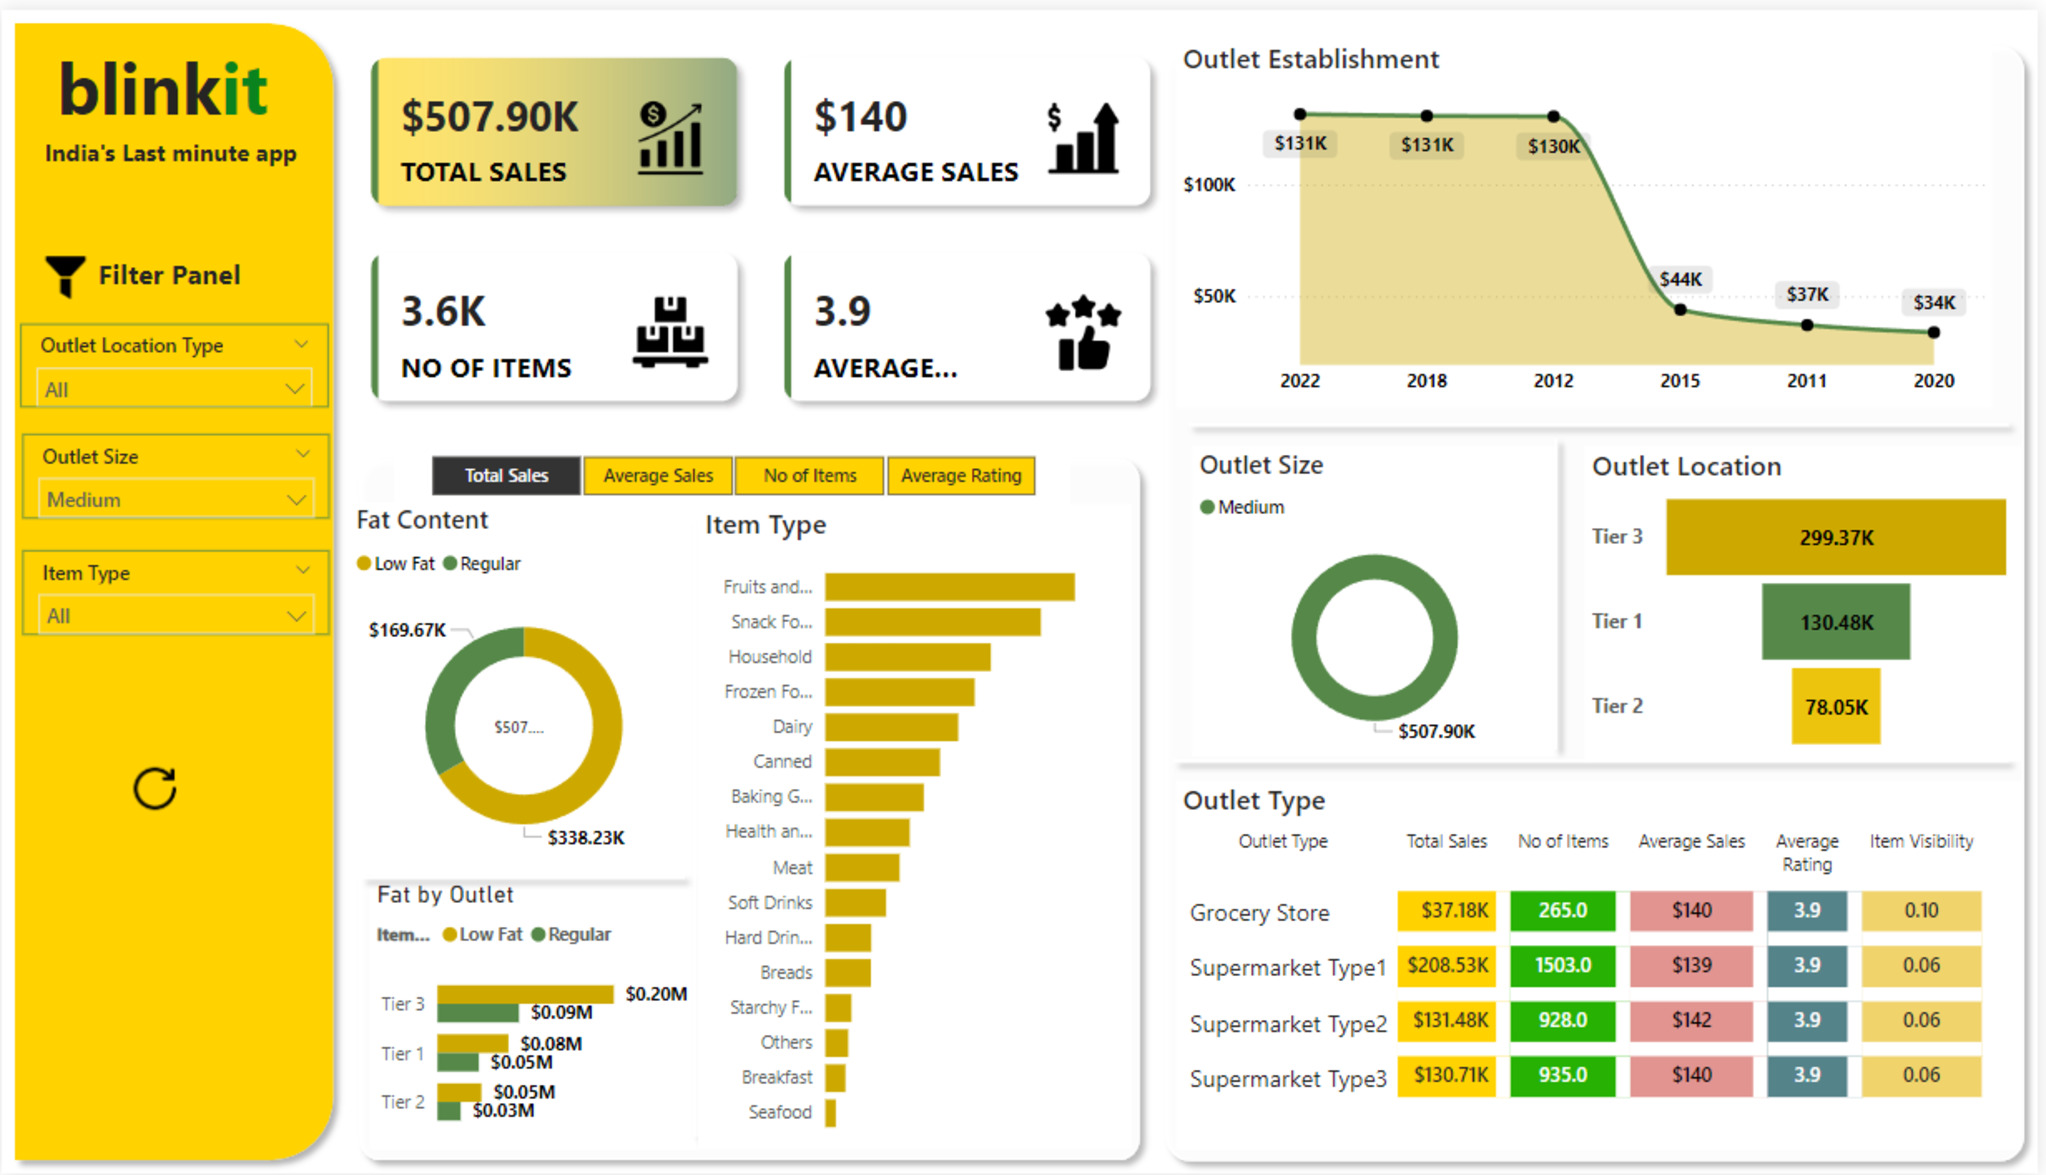 blinkit
India's Last minute app
Filter Panel
Outlet Location Type
All
Outlet Size
Medium
Item Type
All
$507.90K
TOTAL SALES
$140
AVERAGE SALES
3.6K
NO OF ITEMS
3.9
AVERAGE...
Total Sales Average Sales No of Items Average Rating
Fat Content
Low Fat Regular
$169.67K
$507....
$338.23K
Fat by Outlet
Item... Low Fat Regular
Tier 3 $0.20M
$0.09M
Tier 1 $0.08M
$0.05M
Tier 2 $0.05M
$0.03M
Item Type
Fruits and...
Snack Fo...
Household
Frozen Fo...
Dairy
Canned
Baking G...
Health an...
Meat
Soft Drinks
Hard Drin...
Breads
Starchy F...
Others
Breakfast
Seafood
Outlet Establishment
$131K $131K $130K $44K $37K $34K
$100K
$50K
2022 2018 2012 2015 2011 2020
Outlet Size
Medium
$507.90K
Outlet Location
Tier 3 299.37K
Tier 1 130.48K
Tier 2 78.05K
Outlet Type
Outlet Type Total Sales No of Items Average Sales Average Rating Item Visibility
Grocery Store $37.18K 265.0 $140 3.9 0.10
Supermarket Type1 $208.53K 1503.0 $139 3.9 0.06
Supermarket Type2 $131.48K 928.0 $142 3.9 0.06
Supermarket Type3 $130.71K 935.0 $140 3.9 0.06